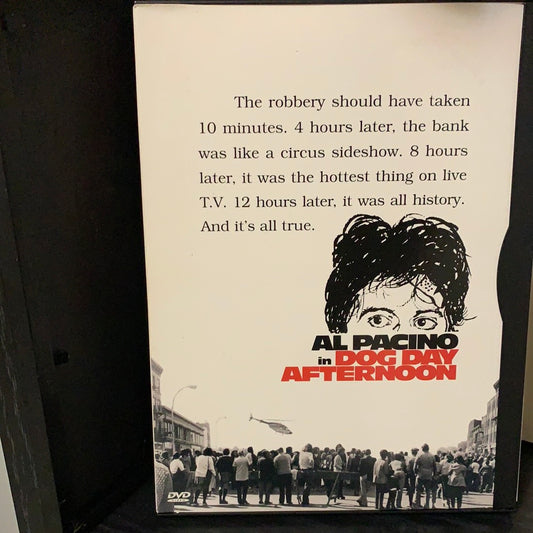 The robbery should have taken
10 minutes. 4 hours later, the bank
was like a circus sideshow. 8 hours
later, it was the hottest thing on live
T.V. 12 hours later, it was all history.
And it's all true.
AL PACINO
in DOG DAY
AFTERNOON
DVD